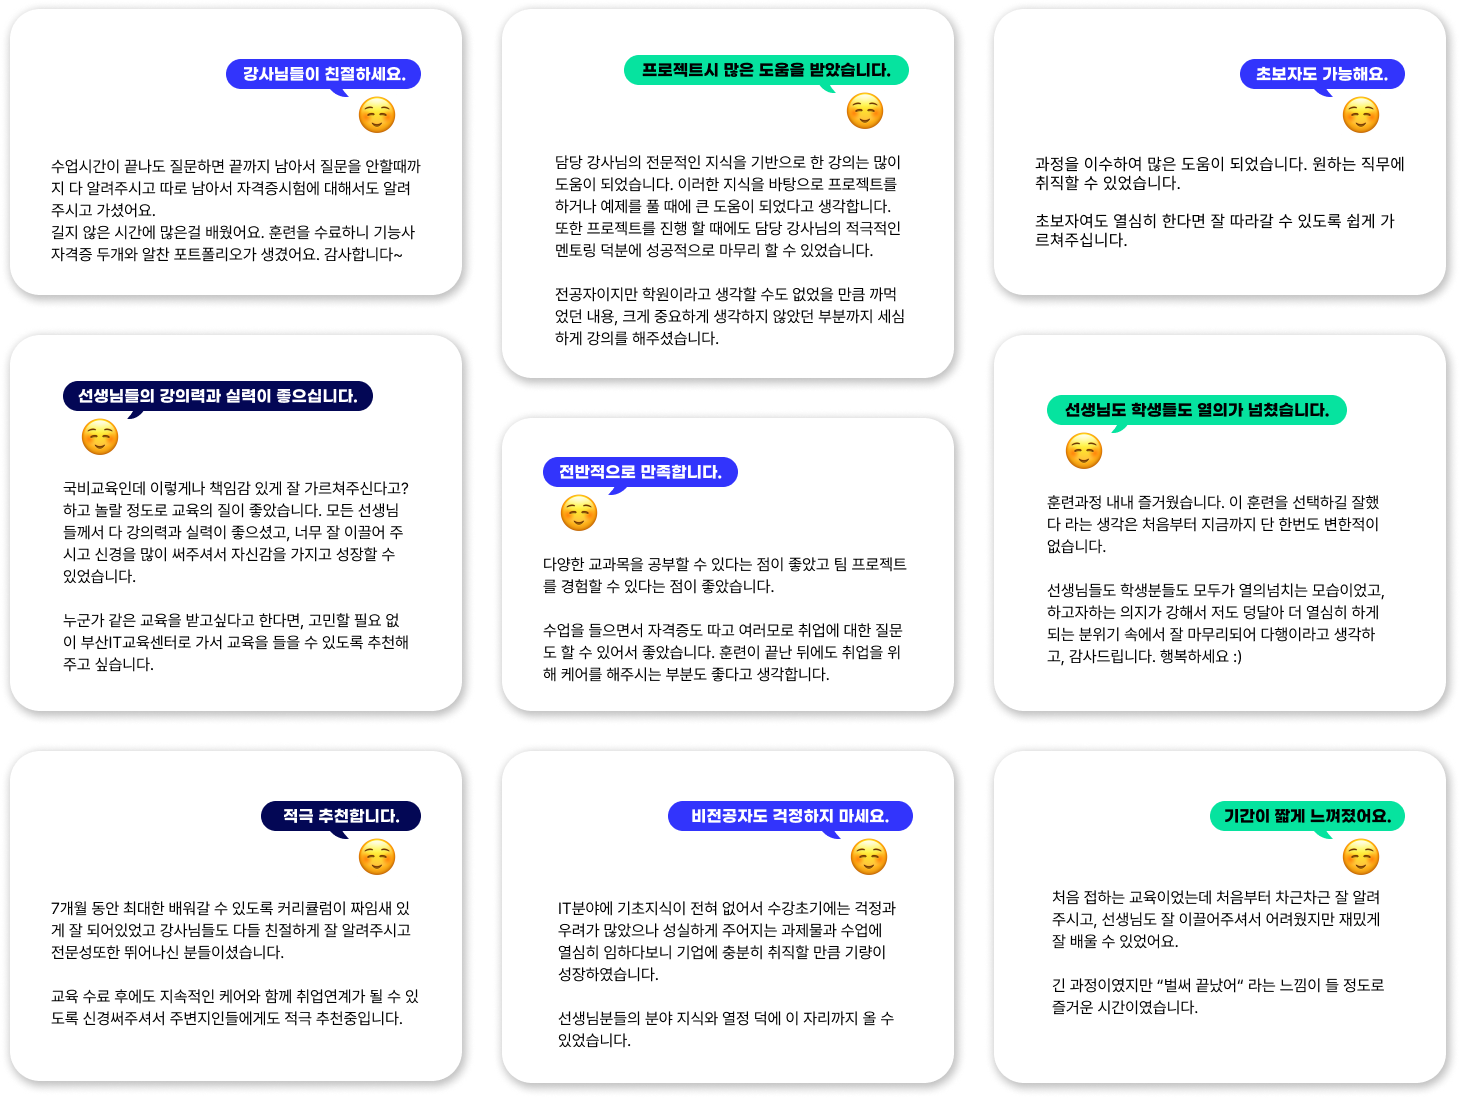 강사님들이 친절하세요.
수업시간이 끝나도 질문하면 끝까지 남아서 질문을 안할때까
지 다 알려주시고 따로 남아서 자격증시험에 대해서도 알려
주시고 가셨어요.
길지 않은 시간에 많은걸 배웠어요. 훈련을 수료하니 기능사
자격증 두개와 알찬 포트폴리오가 생겼어요. 감사합니다~
프로젝트시 많은 도움을 받았습니다.
담당 강사님의 전문적인 지식을 기반으로 한 강의는 많이
도움이 되었습니다. 이러한 지식을 바탕으로 프로젝트를
하거나 예제를 풀 때에 큰 도움이 되었다고 생각합니다.
또한 프로젝트를 진행 할 때에도 담당 강사님의 적극적인
멘토링 덕분에 성공적으로 마무리 할 수 있었습니다.
전공자이지만 학원이라고 생각할 수도 없었을 만큼 까먹
었던 내용, 크게 중요하게 생각하지 않았던 부분까지 세심
하게 강의를 해주셨습니다.
초보자도 가능해요.
과정을 이수하여 많은 도움이 되었습니다. 원하는 직무에
취직할 수 있었습니다.
초보자여도 열심히 한다면 잘 따라갈 수 있도록 쉽게 가
르쳐주십니다.
선생님들의 강의력과 실력이 좋으십니다.
국비교육인데 이렇게나 책임감 있게 잘 가르쳐주신다고?
하고 놀랄 정도로 교육의 질이 좋았습니다. 모든 선생님
들께서 다 강의력과 실력이 좋으셨고, 너무 잘 이끌어 주
시고 신경을 많이 써주셔서 자신감을 가지고 성장할 수
있었습니다.
누군가 같은 교육을 받고싶다고 한다면, 고민할 필요 없
이 부산IT교육센터로 가서 교육을 들을 수 있도록 추천해
주고 싶습니다.
전반적으로 만족합니다.
다양한 교과목을 공부할 수 있다는 점이 좋았고 팀 프로젝트
를 경험할 수 있다는 점이 좋았습니다.
수업을 들으면서 자격증도 따고 여러모로 취업에 대한 질문
도 할 수 있어서 좋았습니다. 훈련이 끝난 뒤에도 취업을 위
해 케어를 해주시는 부분도 좋다고 생각합니다.
선생님도 학생들도 열의가 넘쳤습니다.
훈련과정 내내 즐거웠습니다. 이 훈련을 선택하길 잘했
다 라는 생각은 처음부터 지금까지 단 한번도 변한적이
없습니다.
선생님들도 학생분들도 모두가 열의넘치는 모습이었고,
하고자하는 의지가 강해서 저도 덩달아 더 열심히 하게
되는 분위기 속에서 잘 마무리되어 다행이라고 생각하
고, 감사드립니다. 행복하세요 :)
적극 추천합니다.
7개월 동안 최대한 배워갈 수 있도록 커리큘럼이 짜임새 있
게 잘 되어있었고 강사님들도 다들 친절하게 잘 알려주시고
전문성또한 뛰어나신 분들이셨습니다.
교육 수료 후에도 지속적인 케어와 함께 취업연계가 될 수 있
도록 신경써주셔서 주변지인들에게도 적극 추천중입니다.
비전공자도 걱정하지 마세요.
IT분야에 기초지식이 전혀 없어서 수강초기에는 걱정과
우려가 많았으나 성실하게 주어지는 과제물과 수업에
열심히 임하다보니 기업에 충분히 취직할 만큼 기량이
성장하였습니다.
선생님분들의 분야 지식와 열정 덕에 이 자리까지 올 수
있었습니다.
기간이 짧게 느껴졌어요.
처음 접하는 교육이었는데 처음부터 차근차근 잘 알려
주시고, 선생님도 잘 이끌어주셔서 어려웠지만 재밌게
잘 배울 수 있었어요.
긴 과정이였지만 “벌써 끝났어“ 라는 느낌이 들 정도로
즐거운 시간이였습니다.